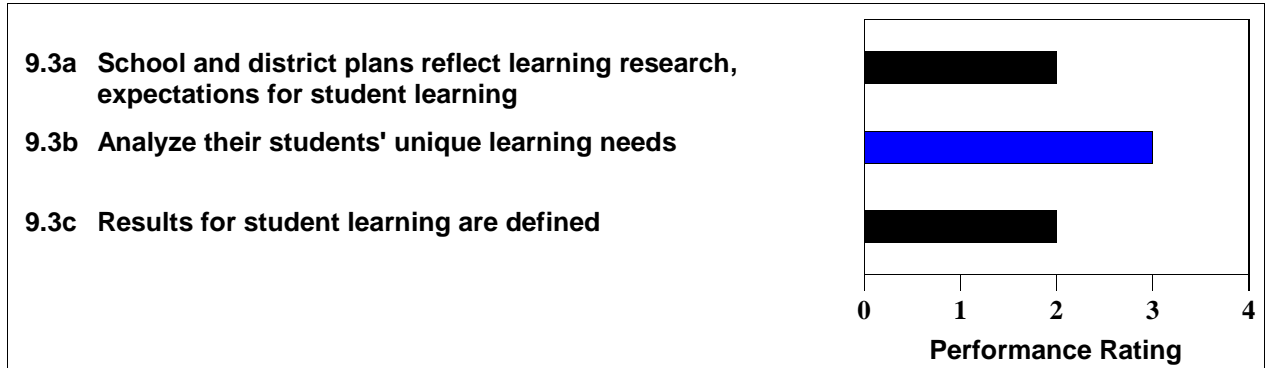 9.3a School and district plans reflect learning research,
expectations for student learning
9.3b Analyze their students' unique learning needs
9.3c Results for student learning are defined
0 1 2 3 4
Performance Rating